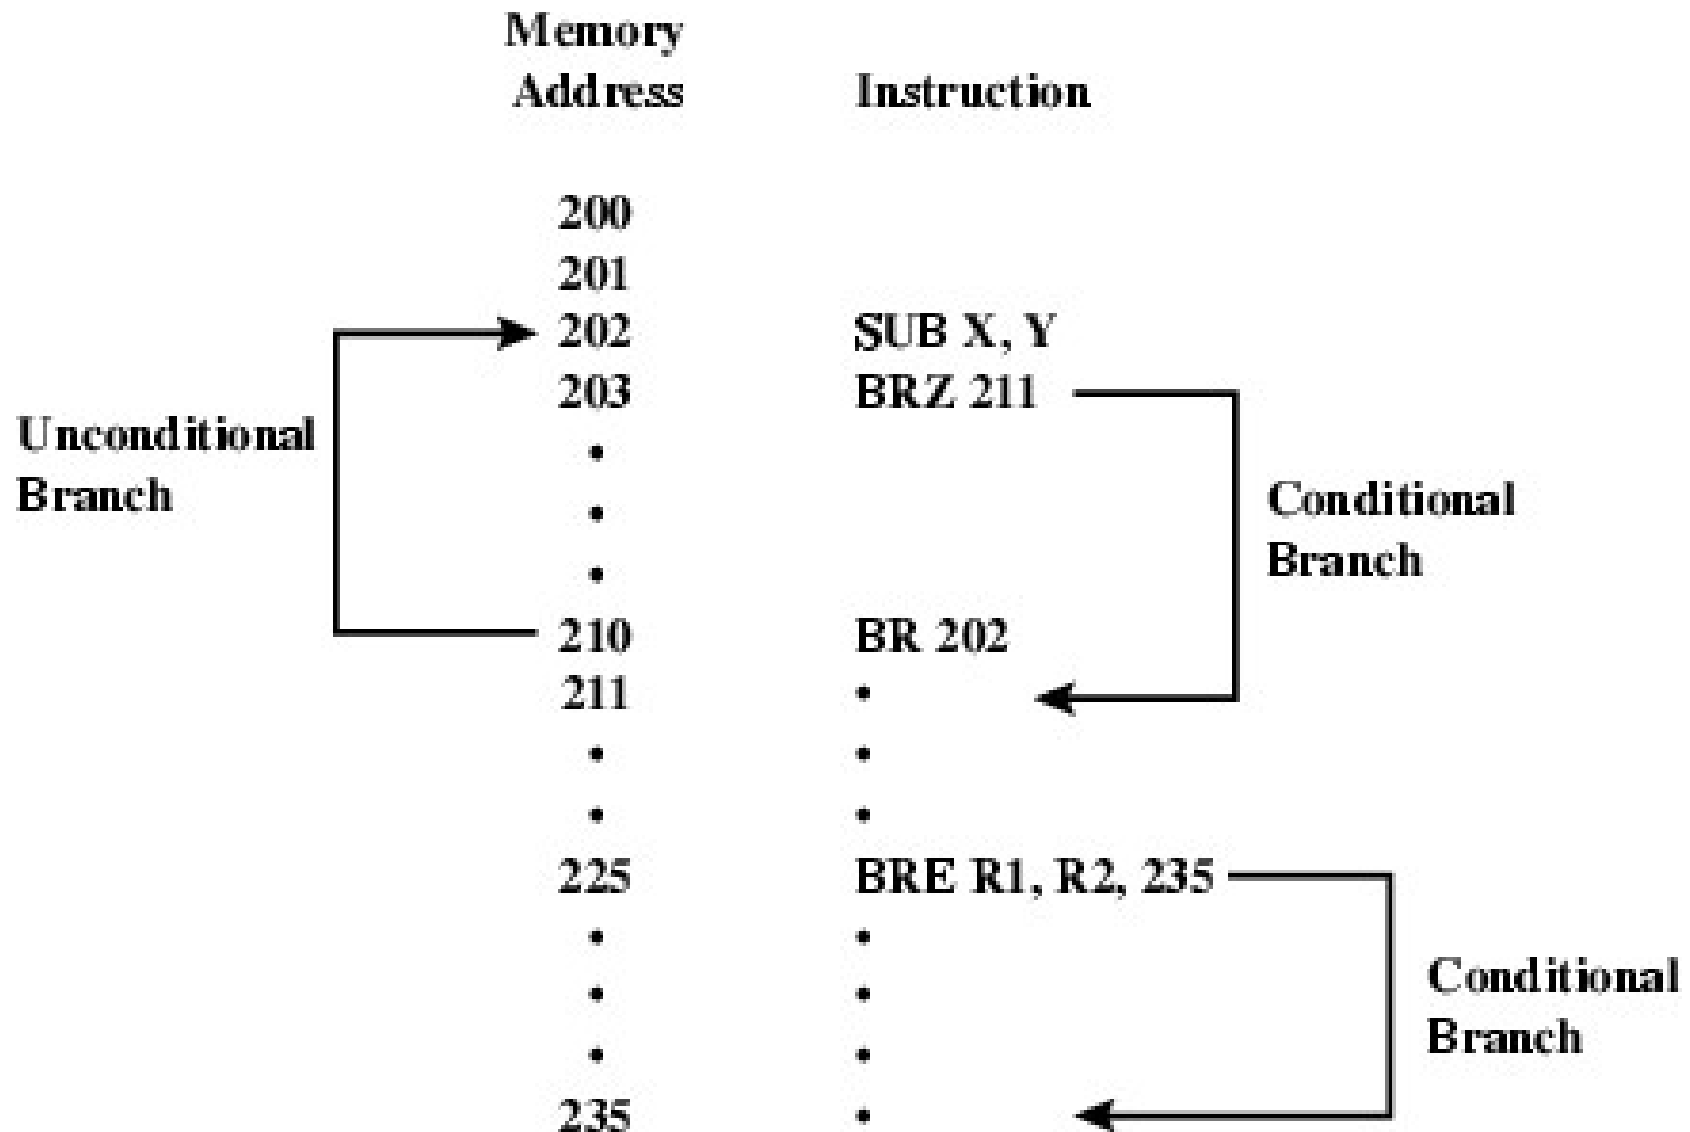 Memory
Address Instruction
200
201
202 SUB X, Y
203 BRZ 211
Unconditional
Branch
Conditional
Branch
210 BR 202
211
225 BRE R1, R2, 235
Conditional
Branch
235